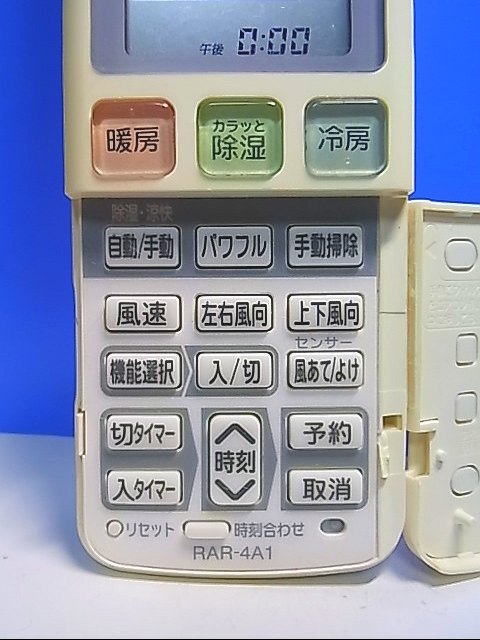 午後 0:00
暖房
カラッと
除湿
冷房
除湿・涼快
自動/手動 パワフル 手動掃除
風速 左右風向 上下風向
センサー
機能選択 入/切 風あて/よけ
切タイマー 予約
時刻
入タイマー 取消
リセット 時刻合わせ
RAR-4A1